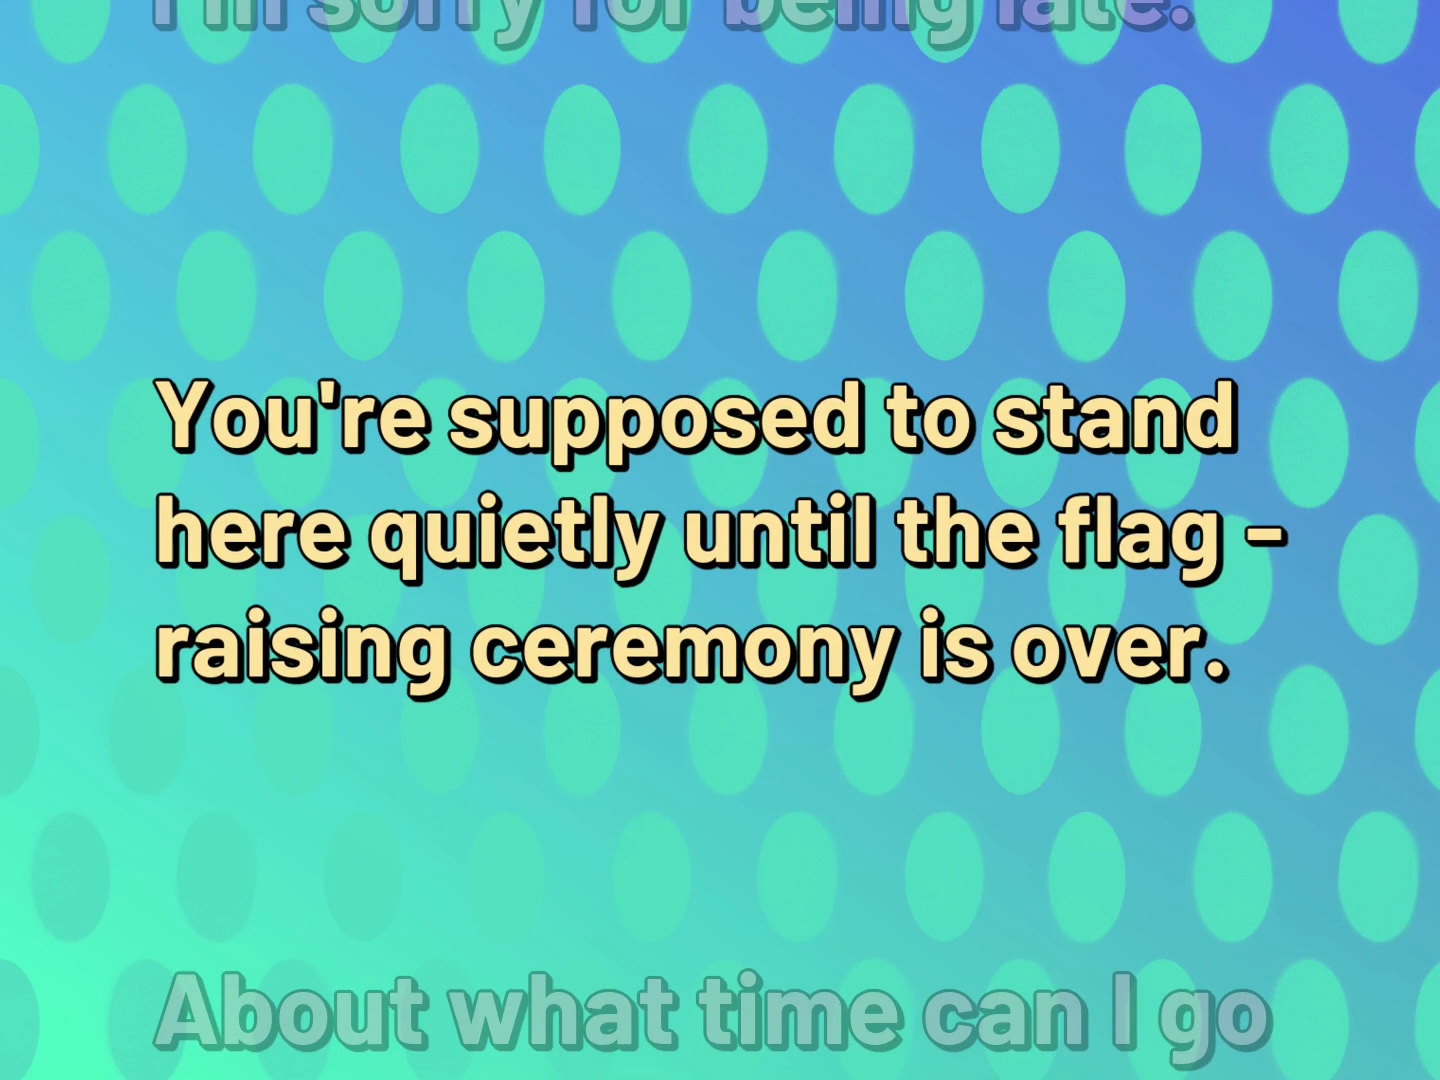 I'm sorry for being late.
You're supposed to stand
here quietly until the flag -
raising ceremony is over.
About what time can I go